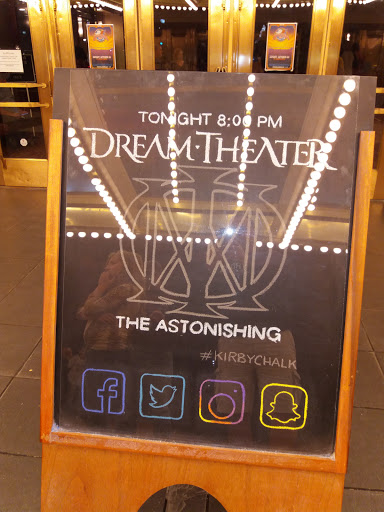 TONIGHT 8:00 PM
DREAM·THEATER
THE ASTONISHING
#KIRBYCHALK